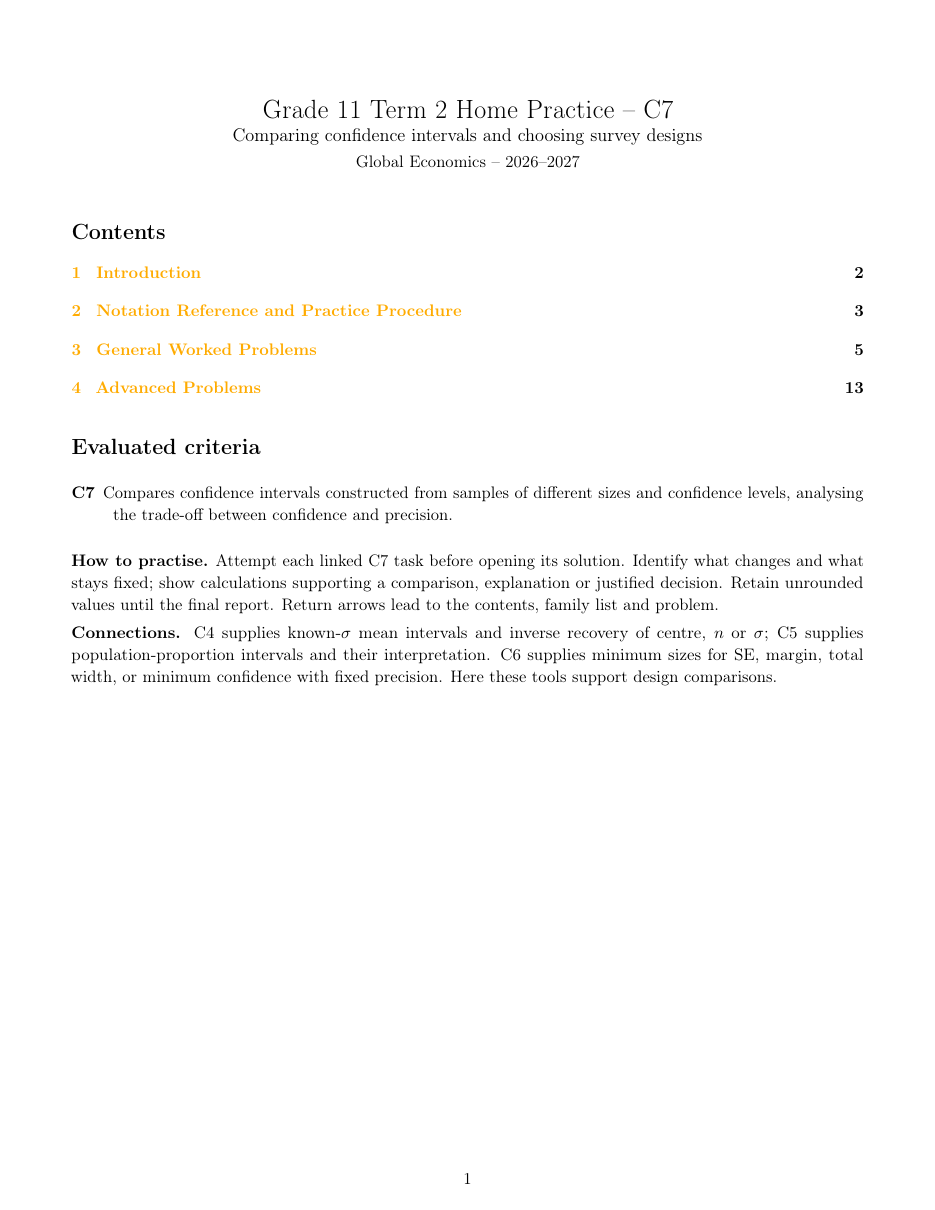 Grade 11 Term 2 Home Practice – C7
Comparing confidence intervals and choosing survey designs
Global Economics – 2026–2027
Contents
1 Introduction 2
2 Notation Reference and Practice Procedure 3
3 General Worked Problems 5
4 Advanced Problems 13
Evaluated criteria
C7 Compares confidence intervals constructed from samples of different sizes and confidence levels, analysing
the trade-off between confidence and precision.
How to practise. Attempt each linked C7 task before opening its solution. Identify what changes and what
stays fixed; show calculations supporting a comparison, explanation or justified decision. Retain unrounded
values until the final report. Return arrows lead to the contents, family list and problem.
Connections. C4 supplies known-σ mean intervals and inverse recovery of centre, n or σ; C5 supplies
population-proportion intervals and their interpretation. C6 supplies minimum sizes for SE, margin, total
width, or minimum confidence with fixed precision. Here these tools support design comparisons.
1